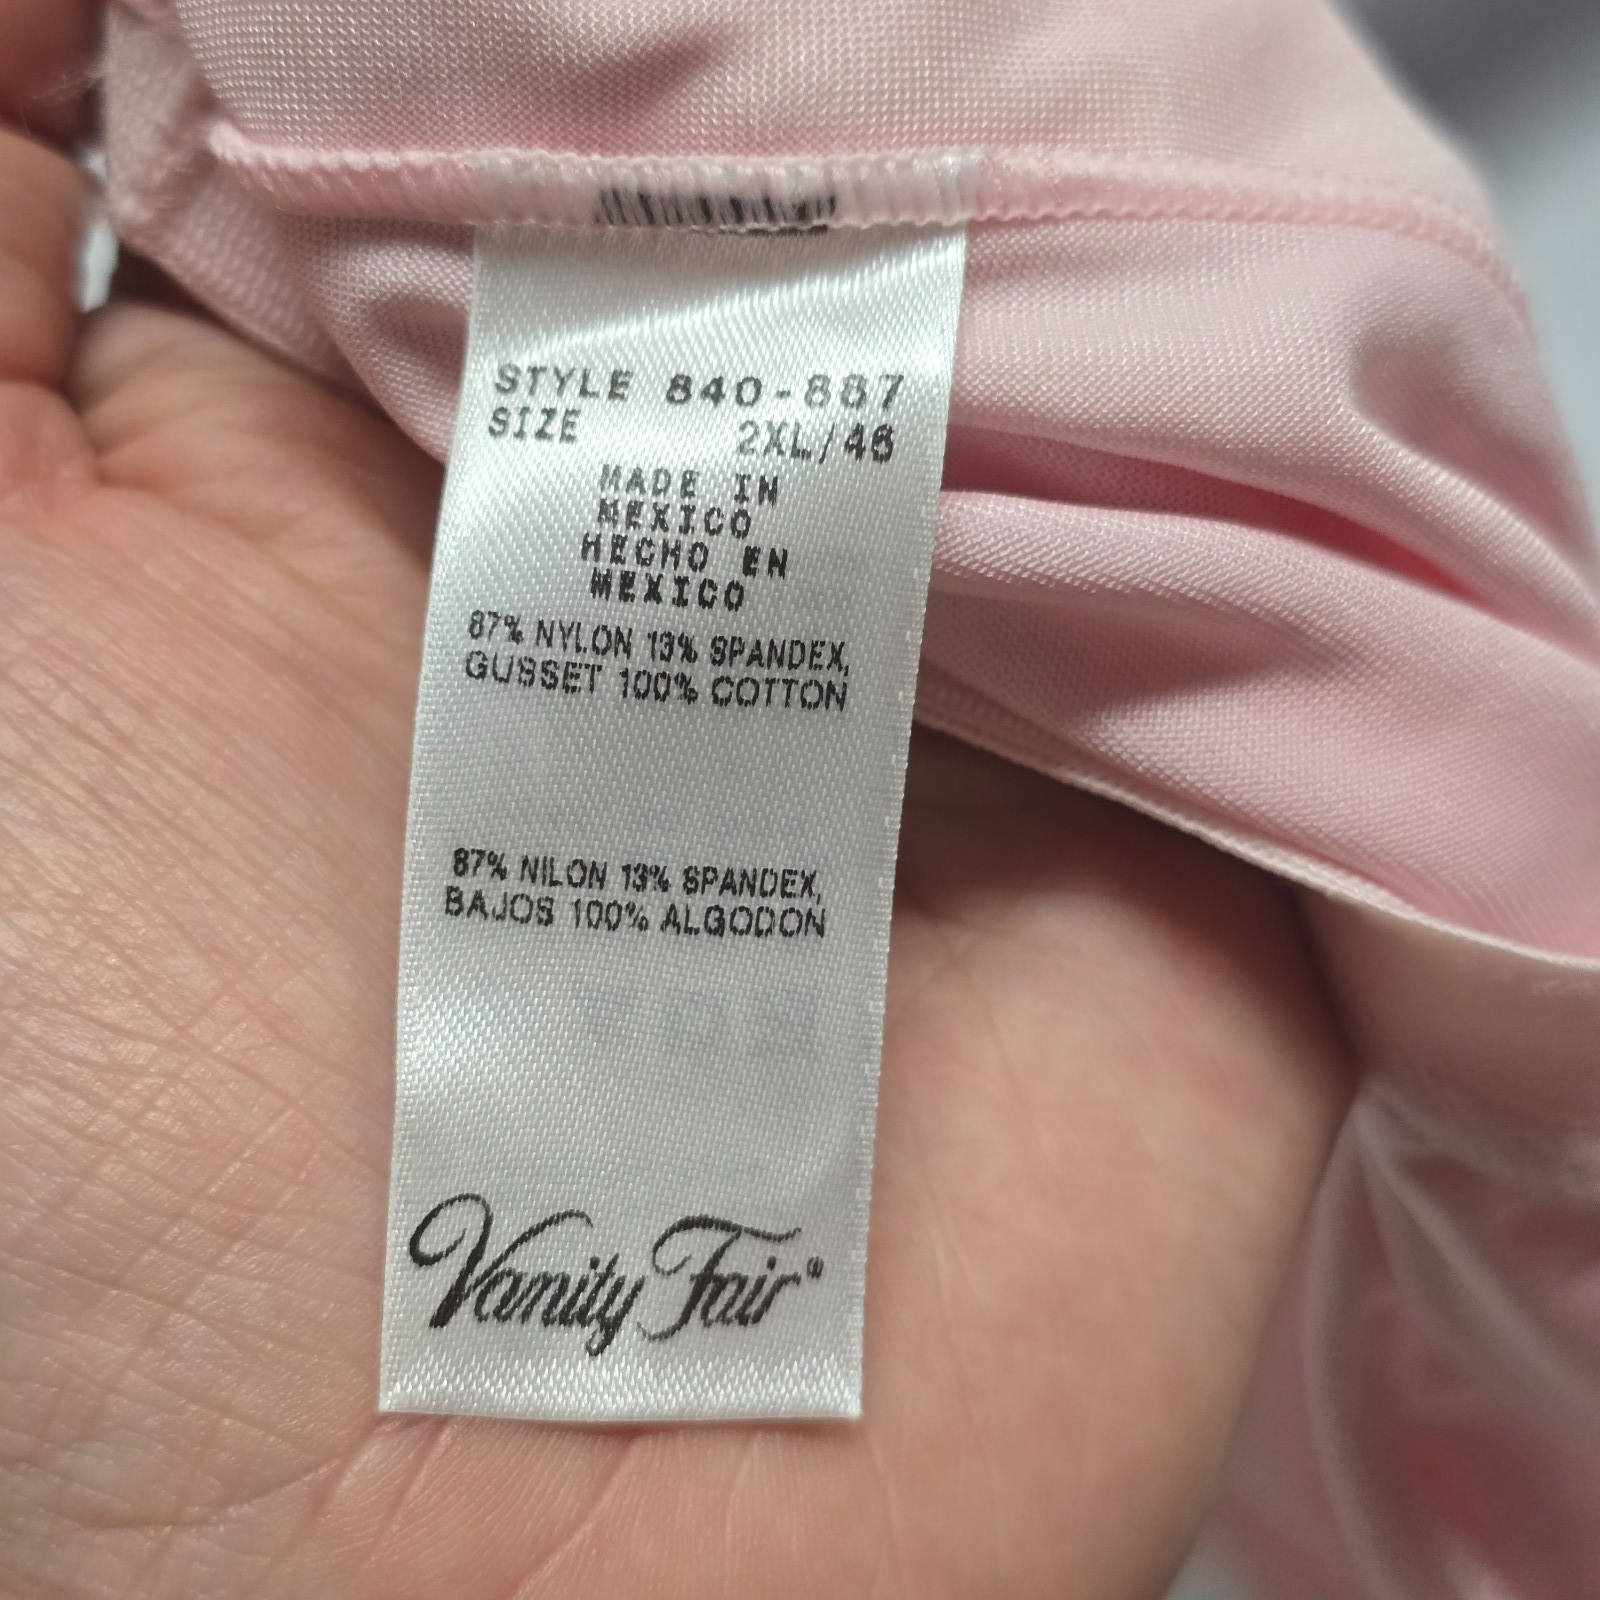 STYLE 840-887
SIZE 2XL/46
MADE IN
MEXICO
HECHO EN
MEXICO
87% NYLON 13% SPANDEX,
GUSSET 100% COTTON
87% NILON 13% SPANDEX,
BAJOS 100% ALGODON
Vanity Fair®